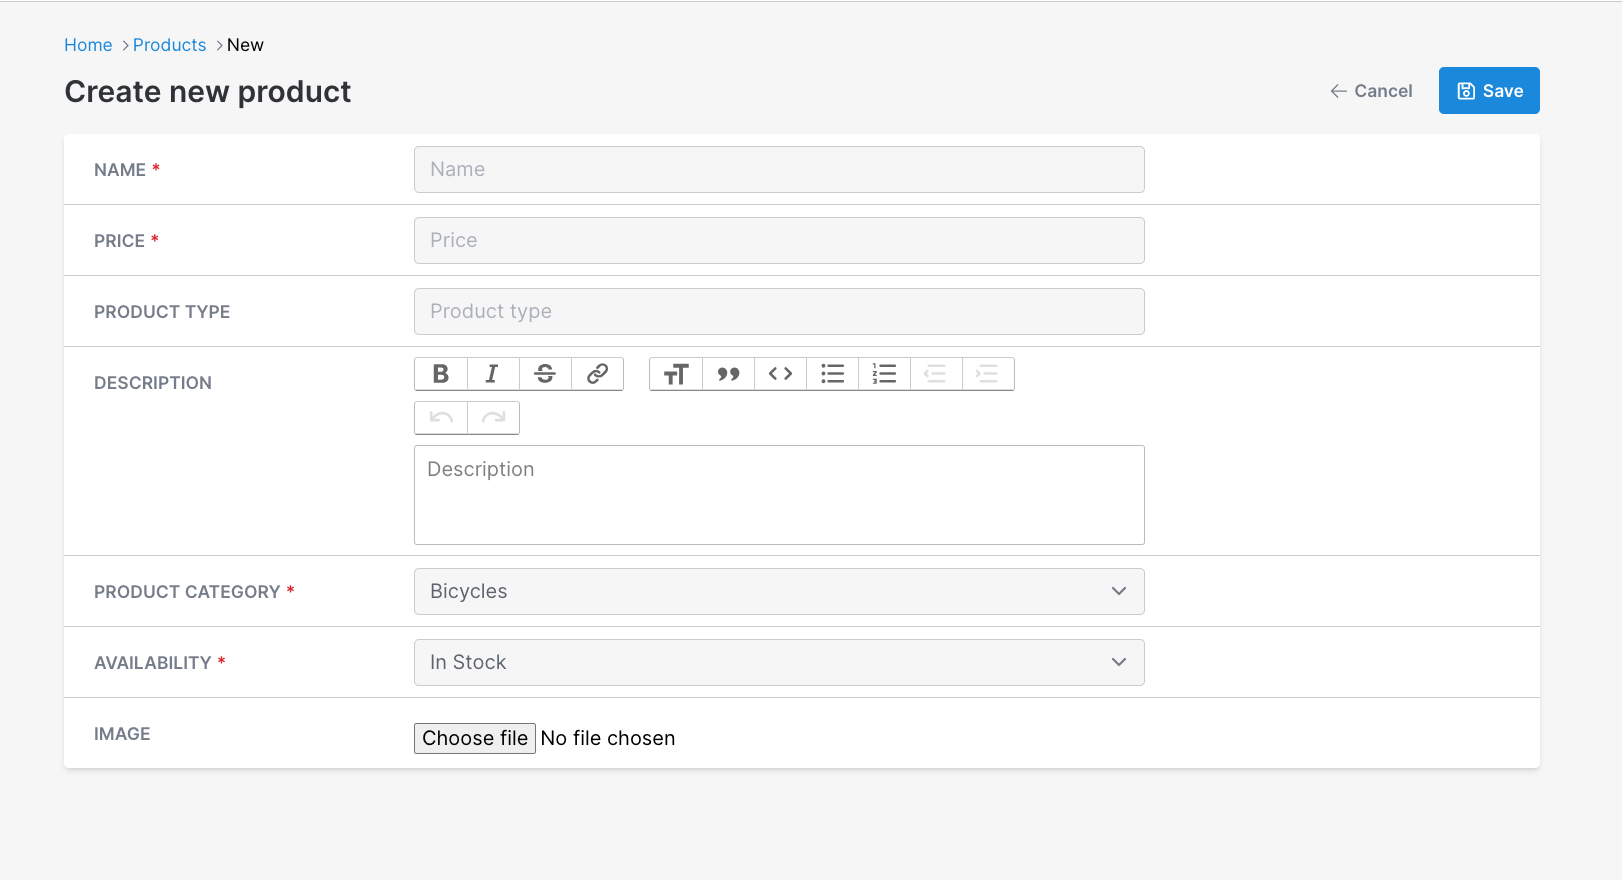 Home > Products > New
Create new product
Cancel
Save
NAME *
Name
PRICE *
Price
PRODUCT TYPE
Product type
DESCRIPTION
Description
PRODUCT CATEGORY *
Bicycles
AVAILABILITY *
In Stock
IMAGE
Choose file No file chosen